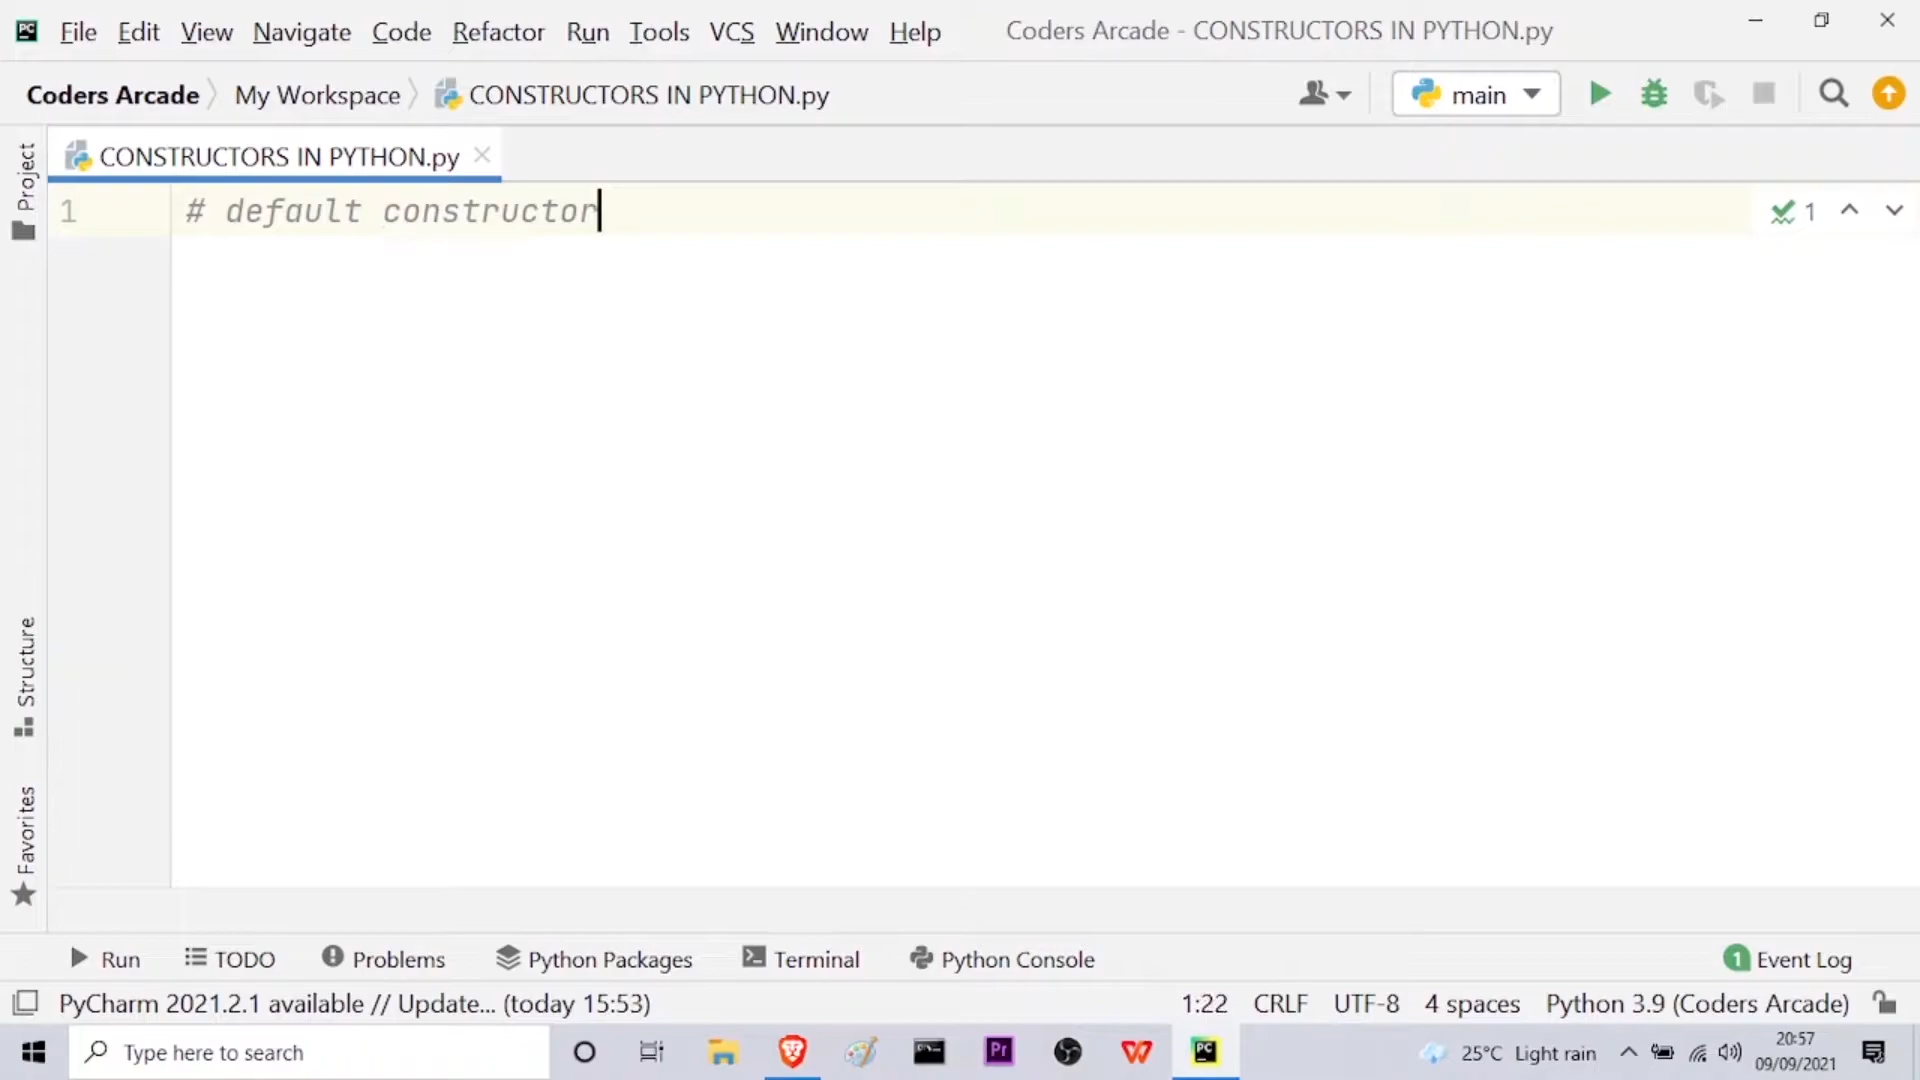 File Edit View Navigate Code Refactor Run Tools VCS Window Help Coders Arcade - CONSTRUCTORS IN PYTHON.py
Coders Arcade My Workspace CONSTRUCTORS IN PYTHON.py main
CONSTRUCTORS IN PYTHON.py
Project
1 # default constructor 1
Structure
Favorites
Run TODO Problems Python Packages Terminal Python Console 1 Event Log
PyCharm 2021.2.1 available // Update... (today 15:53) 1:22 CRLF UTF-8 4 spaces Python 3.9 (Coders Arcade)
Type here to search Pr PC 25°C Light rain 20:57
09/09/2021